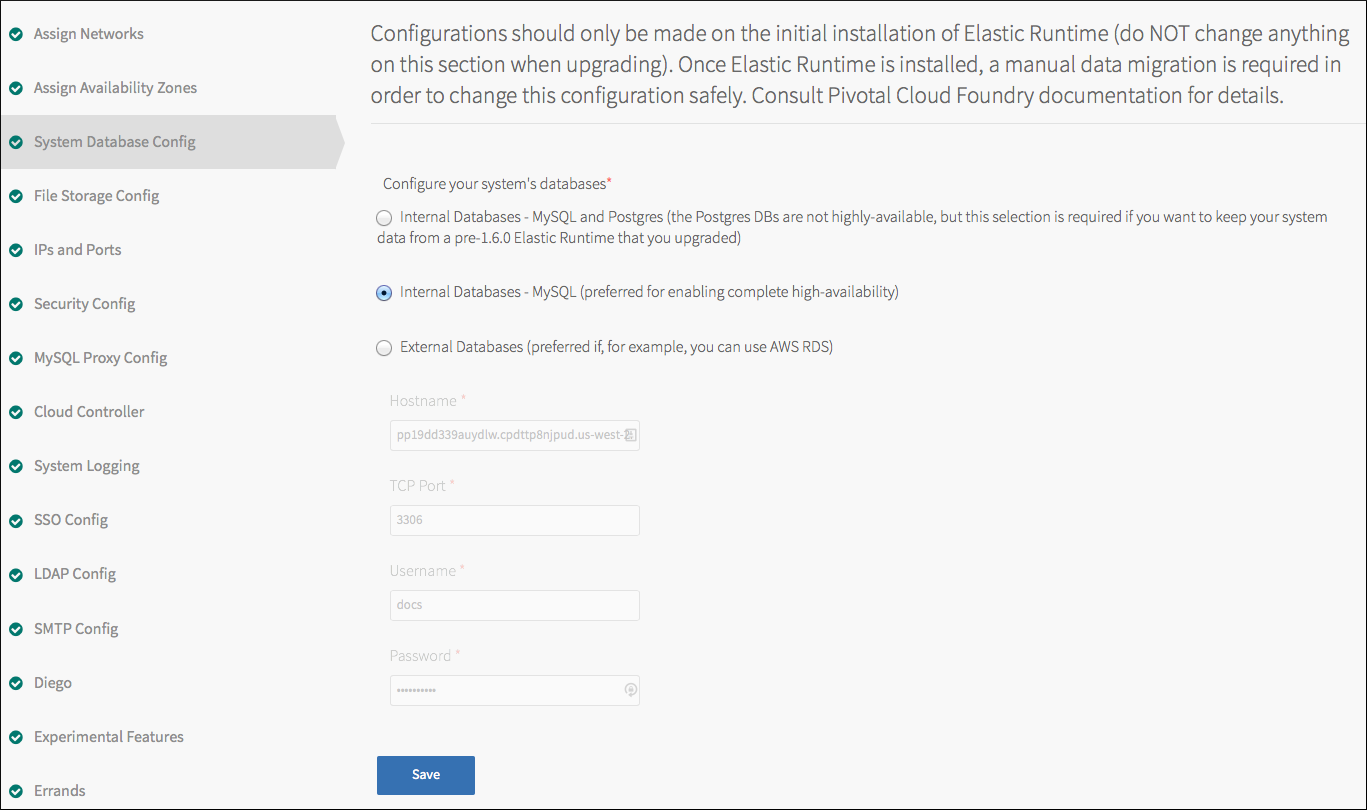 Assign Networks
Assign Availability Zones
System Database Config
File Storage Config
IPs and Ports
Security Config
MySQL Proxy Config
Cloud Controller
System Logging
SSO Config
LDAP Config
SMTP Config
Diego
Experimental Features
Errands
Configurations should only be made on the initial installation of Elastic Runtime (do NOT change anything
on this section when upgrading). Once Elastic Runtime is installed, a manual data migration is required in
order to change this configuration safely. Consult Pivotal Cloud Foundry documentation for details.
Configure your system's databases*
Internal Databases - MySQL and Postgres (the Postgres DBs are not highly-available, but this selection is required if you want to keep your system
data from a pre-1.6.0 Elastic Runtime that you upgraded)
Internal Databases - MySQL (preferred for enabling complete high-availability)
External Databases (preferred if, for example, you can use AWS RDS)
Hostname *
pp19dd339auydlw.cpdttp8njpud.us-west-
TCP Port *
3306
Username *
docs
Password *
••••••••••
Save